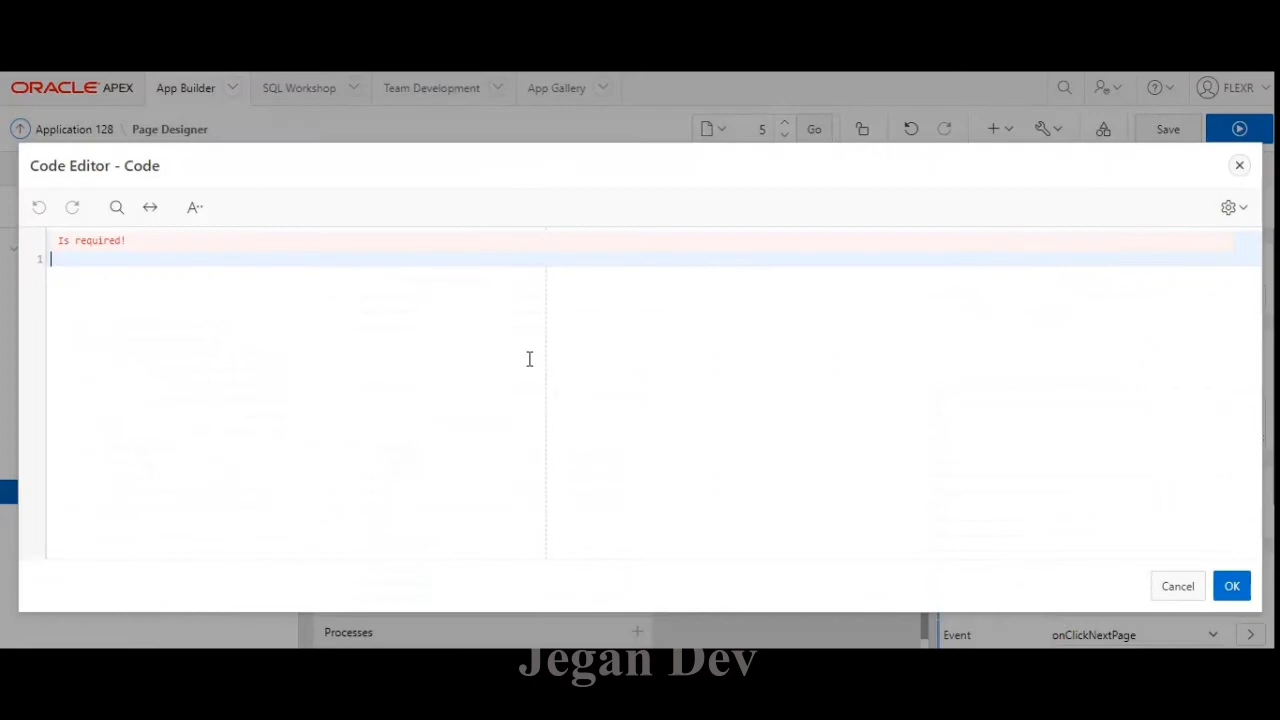 ORACLE APEX App Builder SQL Workshop Team Development App Gallery FLEXR
Application 128 \ Page Designer 5 Go Save
Code Editor - Code
A··
Is required!
1
Cancel OK
Processes Event onClickNextPage
Jegan Dev